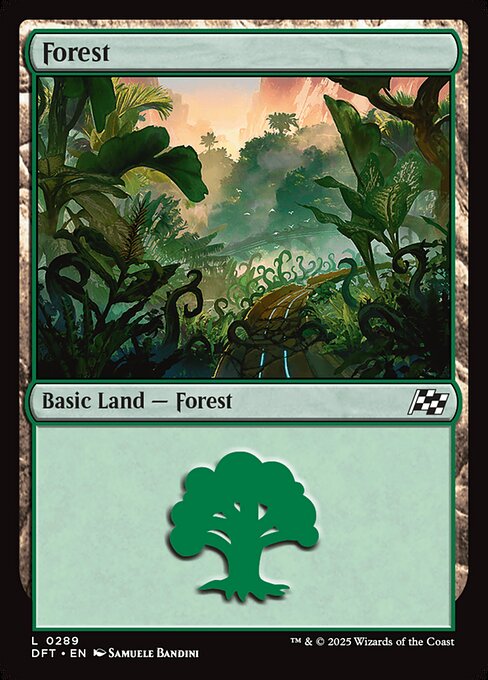 Forest
Basic Land — Forest
L 0289
DFT • EN Samuele Bandini
™ & © 2025 Wizards of the Coast